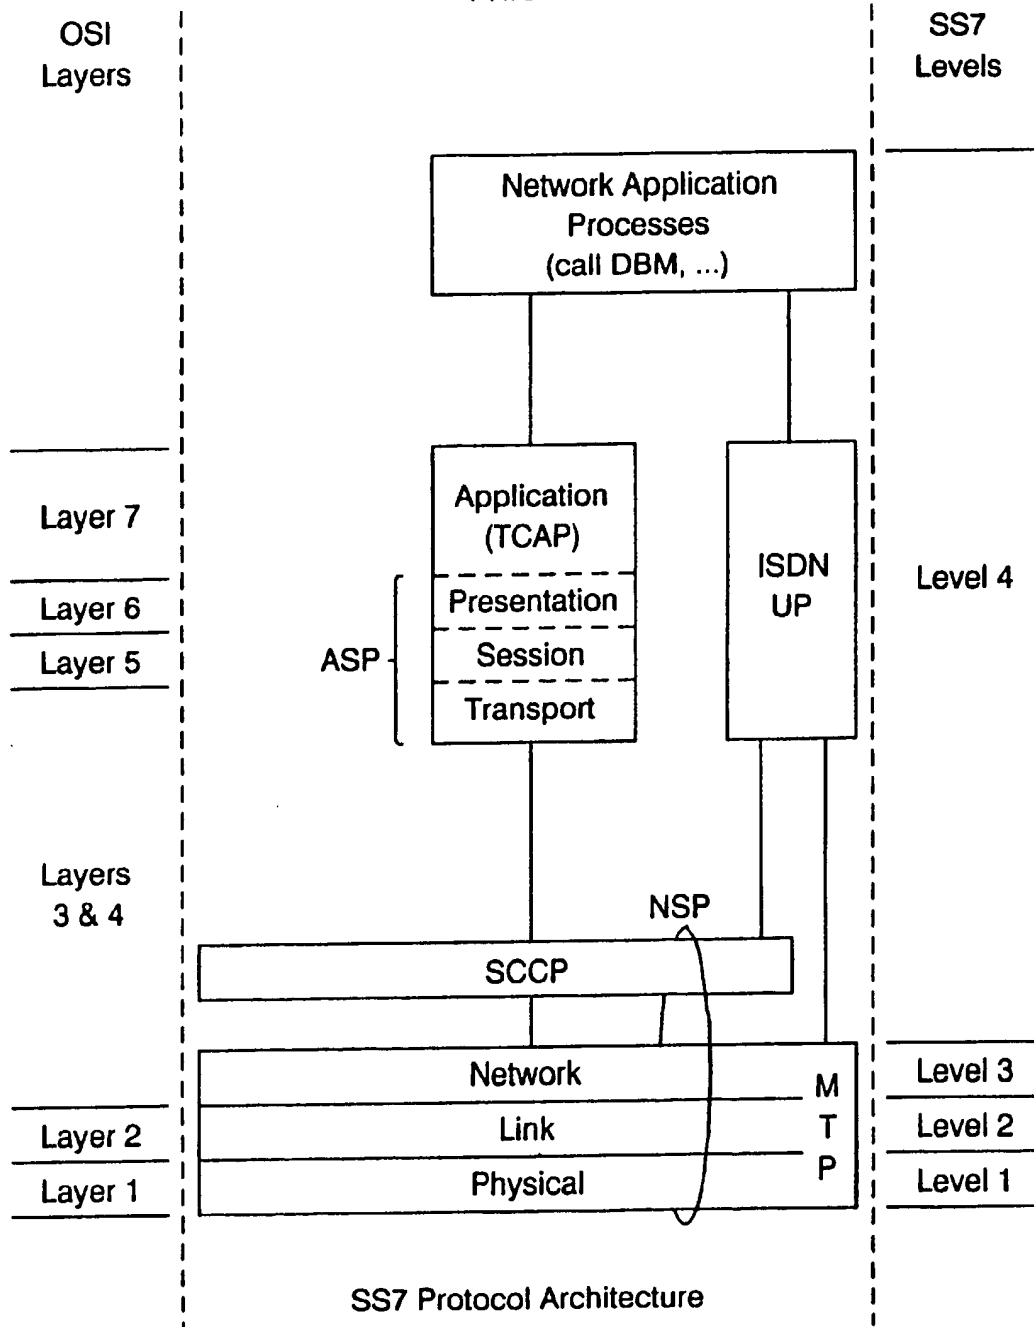 OSI
Layers
SS7
Levels
Network Application
Processes
(call DBM, ...)
Layer 7
Application
(TCAP)
ISDN
UP
Level 4
Layer 6
Presentation
Layer 5
ASP
Session
Transport
Layers
3 & 4
NSP
SCCP
Network
M
T
P
Level 3
Layer 2
Link
Level 2
Layer 1
Physical
Level 1
SS7 Protocol Architecture